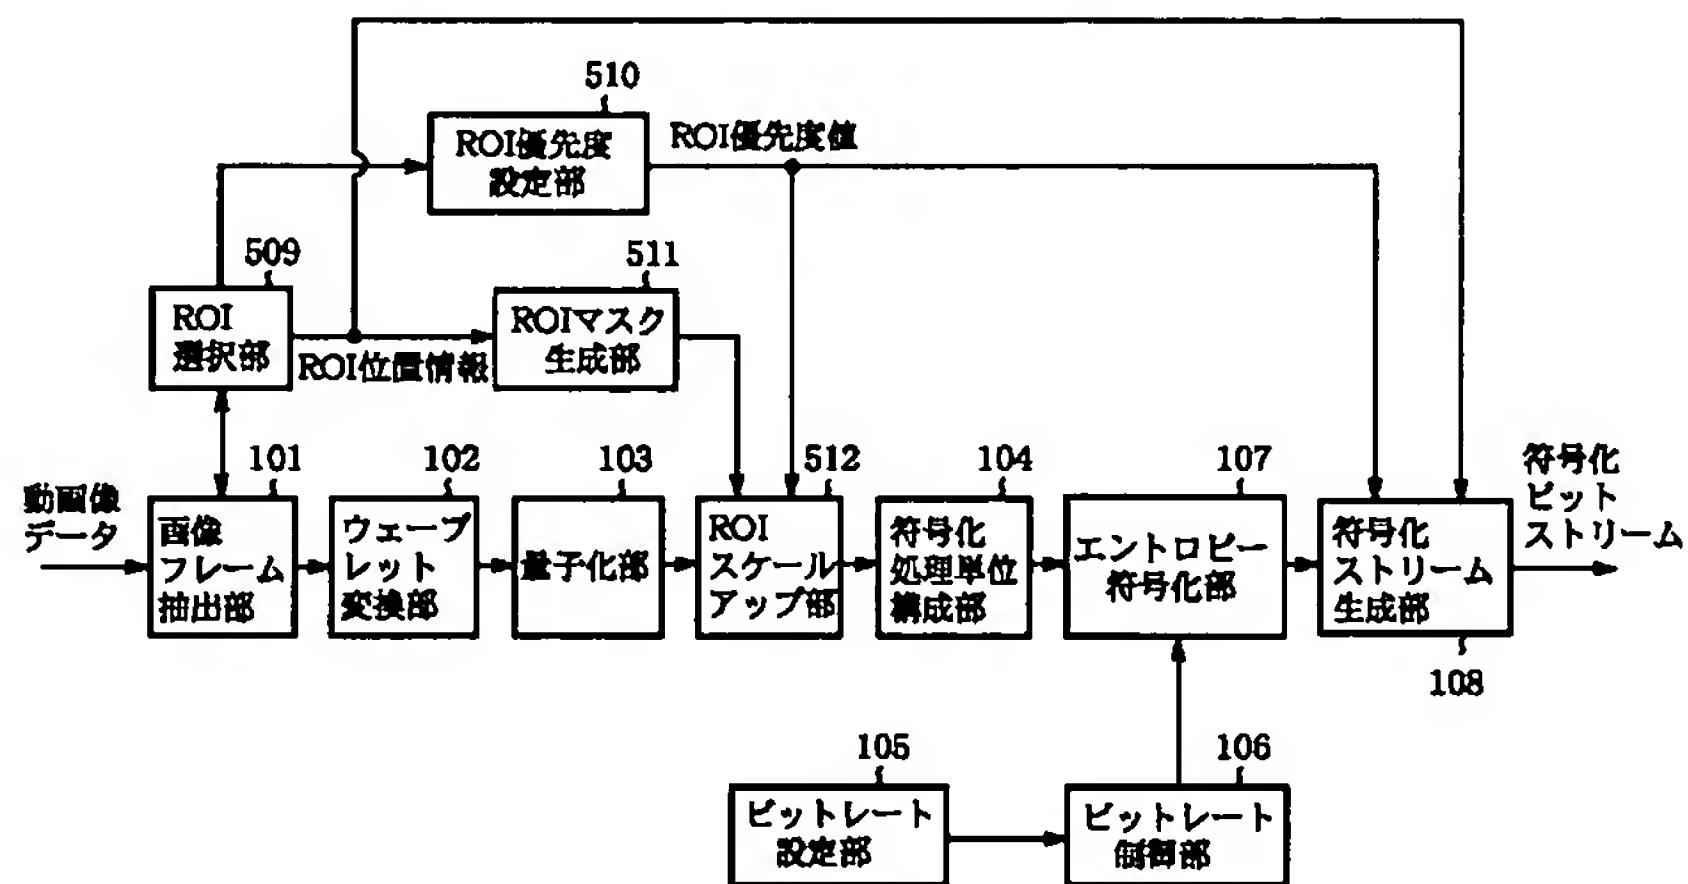 510
ROI優先度
設定部
ROI優先度値
509
ROI
選択部
ROI位置情報
511
ROIマスク
生成部
動画像
データ
101
画像
フレーム
抽出部
102
ウェーブ
レット
変換部
103
量子化部
512
ROI
スケール
アップ部
104
符号化
処理単位
構成部
107
エントロピー
符号化部
符号化
ストリーム
生成部
108
符号化
ビット
ストリーム
105
ビットレート
設定部
106
ビットレート
制御部